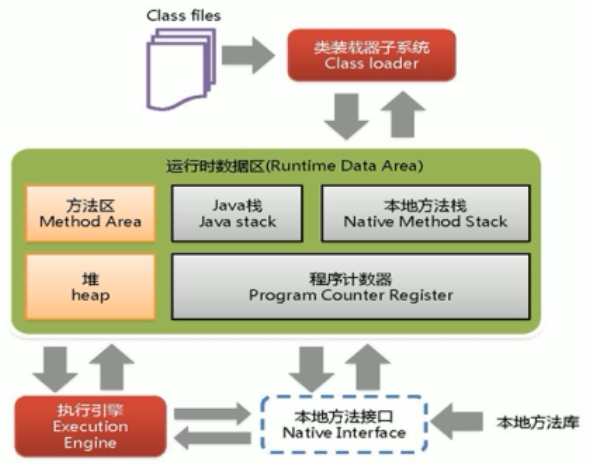 Class files
类装载器子系统
Class loader
运行时数据区(Runtime Data Area)
方法区
Method Area
Java栈
Java stack
本地方法栈
Native Method Stack
堆
heap
程序计数器
Program Counter Register
执行引擎
Execution
Engine
本地方法接口
Native Interface
本地方法库